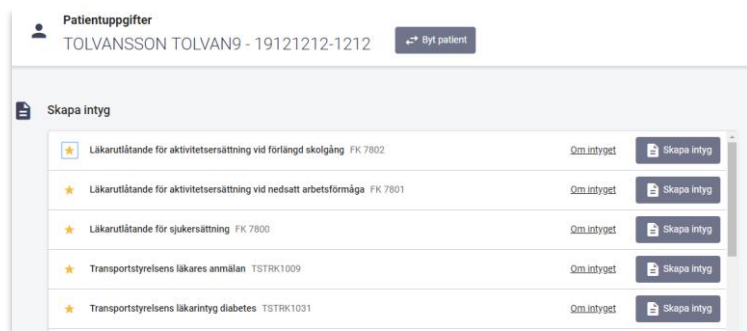 Patientuppgifter
TOLVANSSON TOLVAN9 - 19121212-1212 Byt patient
Skapa intyg
Läkarutlåtande för aktivitetsersättning vid förlängd skolgång FK 7802 Om intyget Skapa intyg
Läkarutlåtande för aktivitetsersättning vid nedsatt arbetsförmåga FK 7801 Om intyget Skapa intyg
Läkarutlåtande för sjukersättning FK 7800 Om intyget Skapa intyg
Transportstyrelsens läkares anmälan TSTRK1009 Om intyget Skapa intyg
Transportstyrelsens läkarintyg diabetes TSTRK1031 Om intyget Skapa intyg